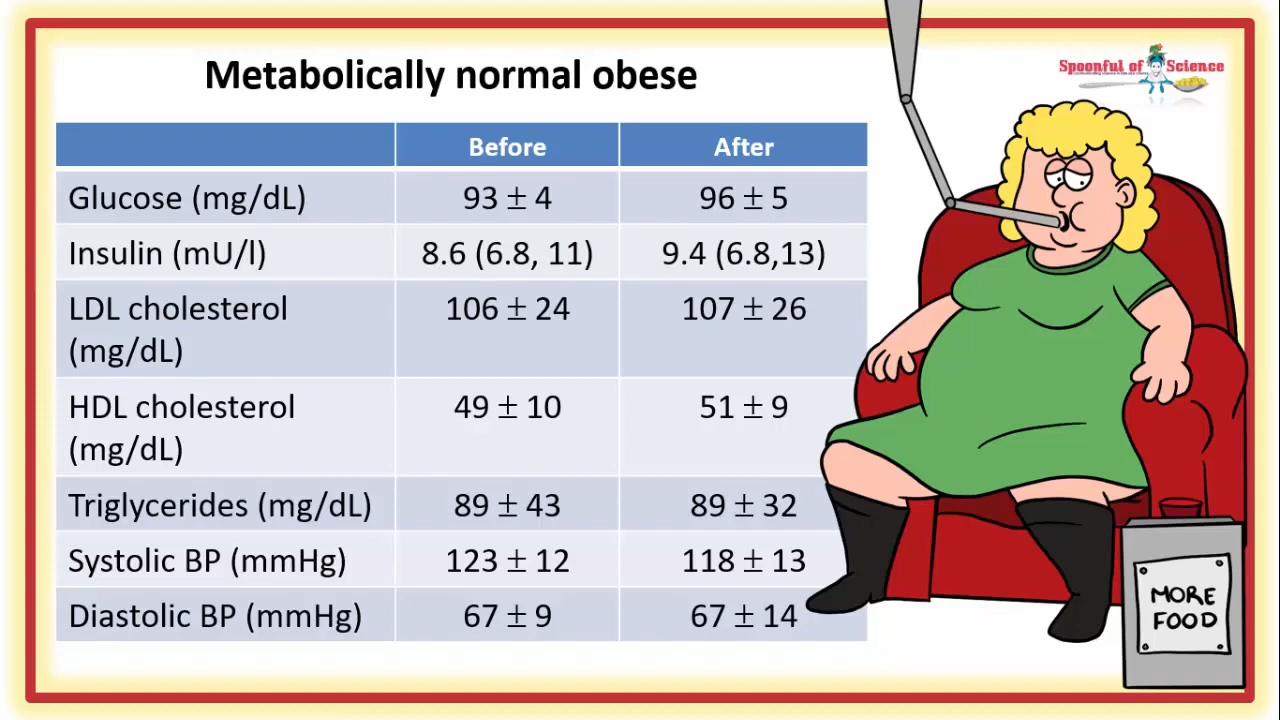 Metabolically normal obese
Spoonful of Science
Before After
Glucose (mg/dL) 93 ± 4 96 ± 5
Insulin (mU/l) 8.6 (6.8, 11) 9.4 (6.8,13)
LDL cholesterol 106 ± 24 107 ± 26
(mg/dL)
HDL cholesterol 49 ± 10 51 ± 9
(mg/dL)
Triglycerides (mg/dL) 89 ± 43 89 ± 32
Systolic BP (mmHg) 123 ± 12 118 ± 13
Diastolic BP (mmHg) 67 ± 9 67 ± 14
MORE
FOOD